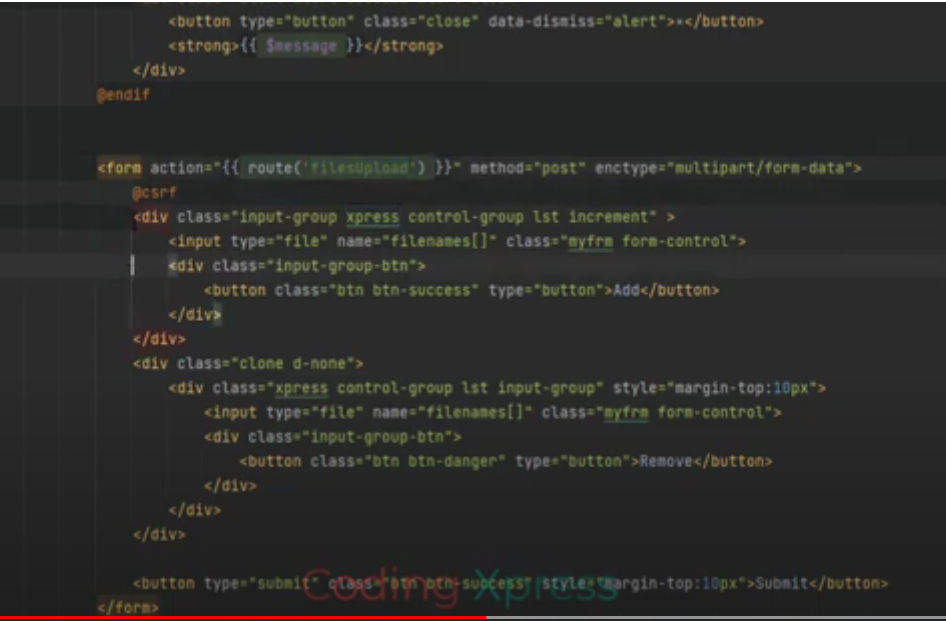 <button type="button" class="close" data-dismiss="alert">×</button>
<strong>{{ $message }}</strong>
</div>
@endif
<form action="{{ route('filesUpload') }}" method="post" enctype="multipart/form-data">
@csrf
<div class="input-group xpress control-group lst increment" >
<input type="file" name="filenames[]" class="myfrm form-control">
<div class="input-group-btn">
<button class="btn btn-success" type="button">Add</button>
</div>
</div>
<div class="clone d-none">
<div class="xpress control-group lst input-group" style="margin-top:10px">
<input type="file" name="filenames[]" class="myfrm form-control">
<div class="input-group-btn">
<button class="btn btn-danger" type="button">Remove</button>
</div>
</div>
</div>
<button type="submit" class="btn btn-success" style="margin-top:10px">Submit</button>
Coding Xpress
</form>